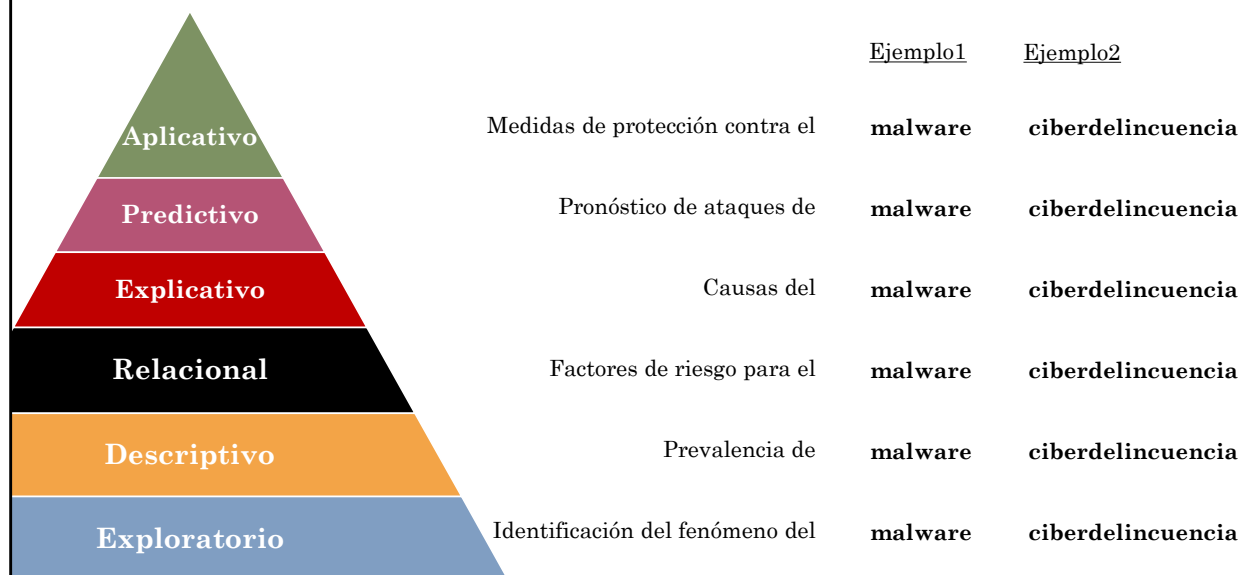 Ejemplo1 Ejemplo2
Aplicativo Medidas de protección contra el malware ciberdelincuencia
Predictivo Pronóstico de ataques de malware ciberdelincuencia
Explicativo Causas del malware ciberdelincuencia
Relacional Factores de riesgo para el malware ciberdelincuencia
Descriptivo Prevalencia de malware ciberdelincuencia
Exploratorio Identificación del fenómeno del malware ciberdelincuencia